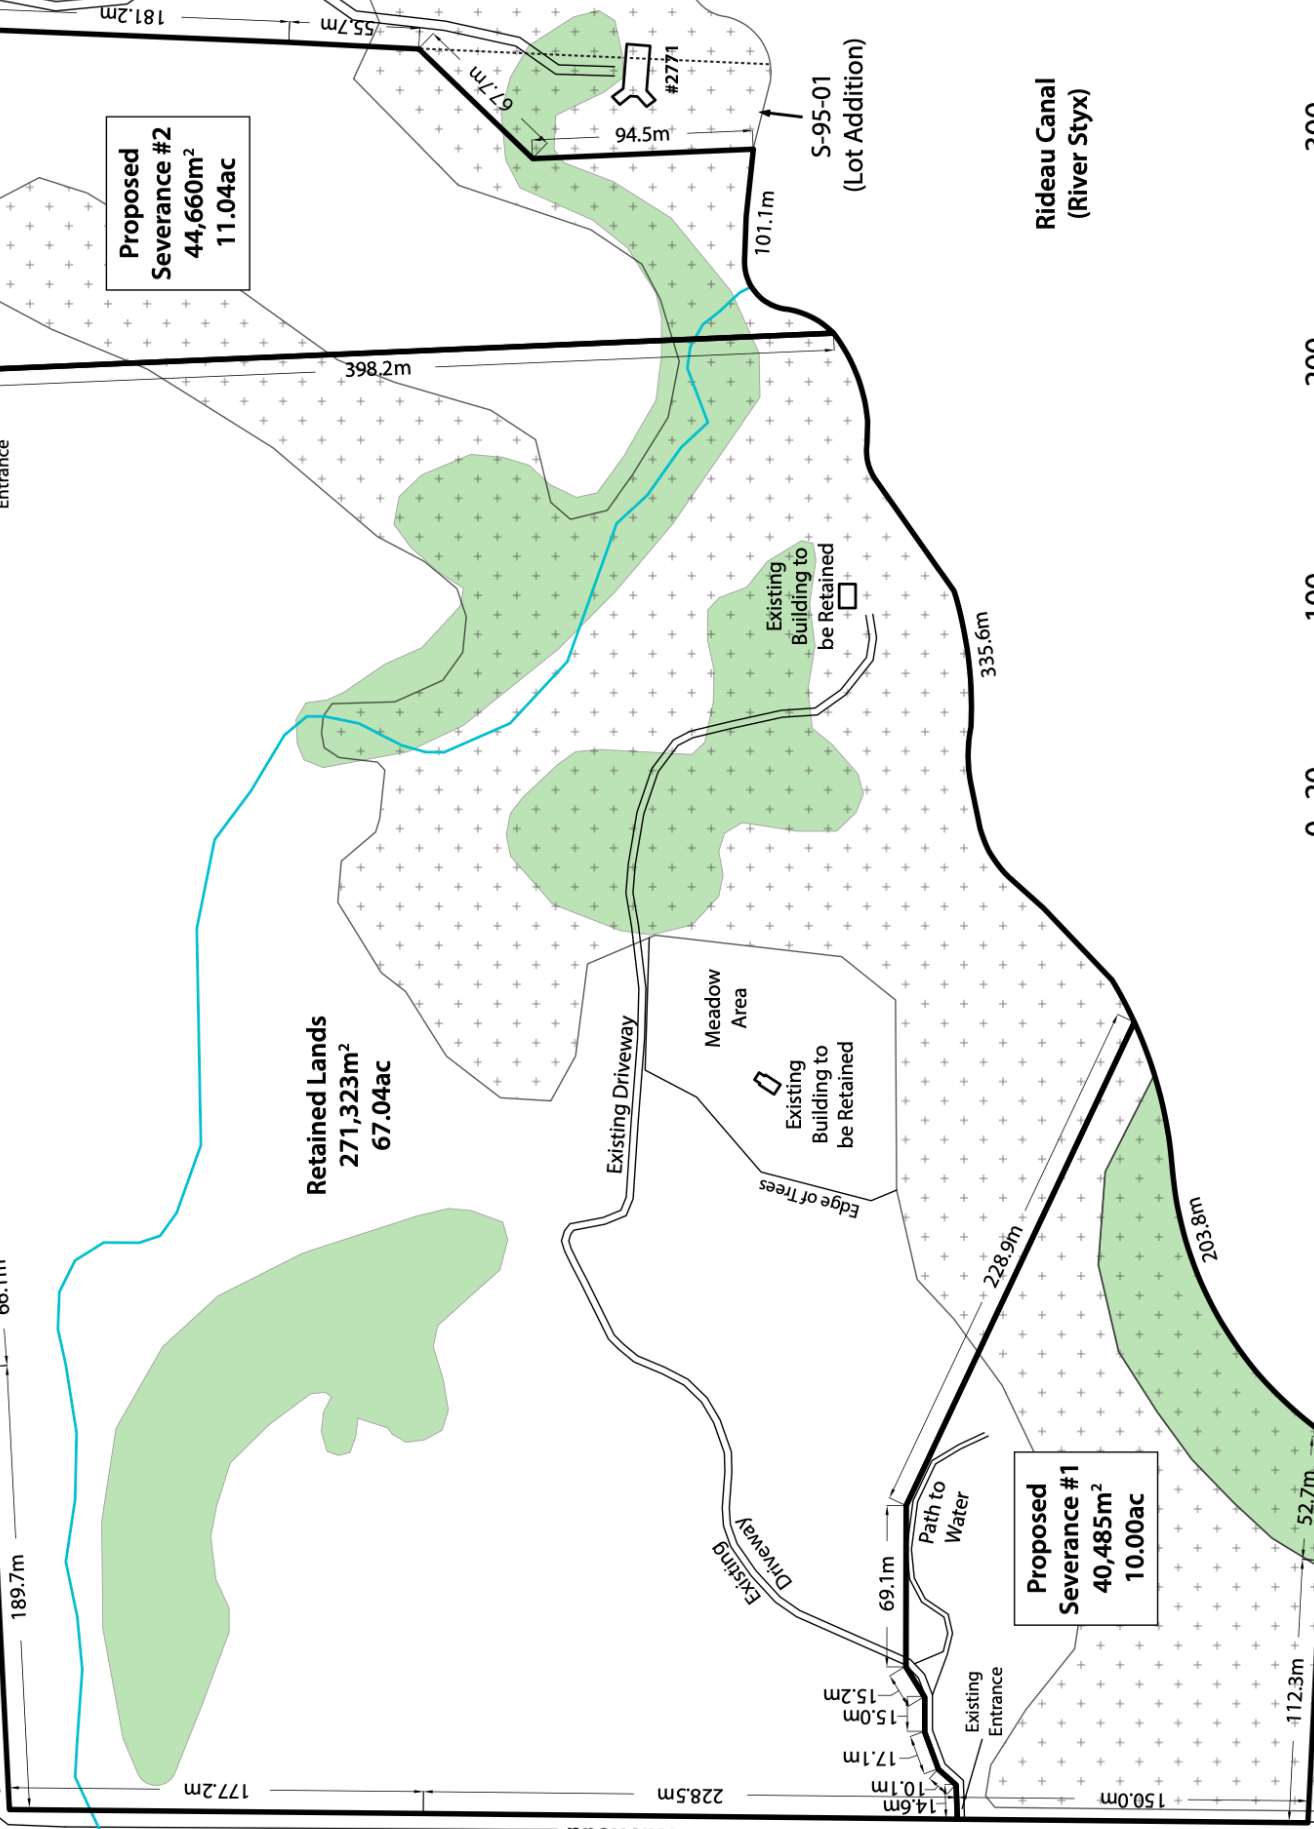 181.2m
55.7m
67.7m
#2771
94.5m
S-95-01
(Lot Addition)
Rideau Canal
(River Styx)
Proposed
Severance #2
44,660m²
11.04ac
101.1m
398.2m
Entrance
Existing
Building to
be Retained
335.6m
Meadow
Area
Existing
Building to
be Retained
Edge of Trees
Existing Driveway
Retained Lands
271,323m²
67.04ac
228.9m
203.8m
189.7m
Existing
Driveway
69.1m
Path to
Water
Proposed
Severance #1
40,485m²
10.00ac
52.7m
112.3m
15.2m
15.0m
17.1m
10.1m
14.6m
Existing
Entrance
177.2m
228.5m
150.0m